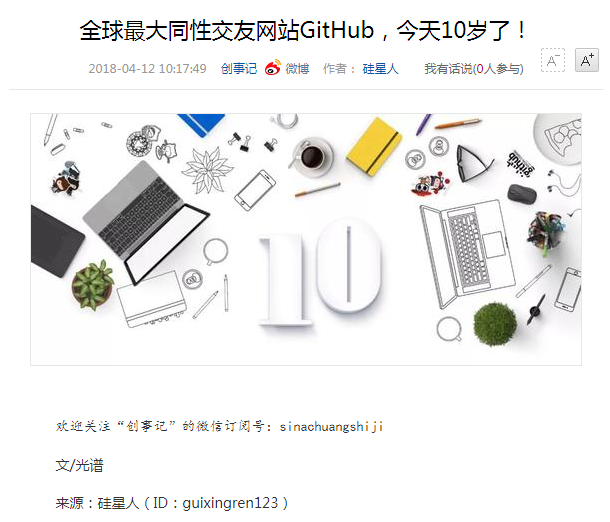 全球最大同性交友网站GitHub，今天10岁了！
2018-04-12 10:17:49 创事记 微博 作者： 硅星人 我有话说(0人参与) A- A+
10
欢迎关注“创事记”的微信订阅号：sinachuangshiji
文/光谱
来源：硅星人（ID：guixingren123）